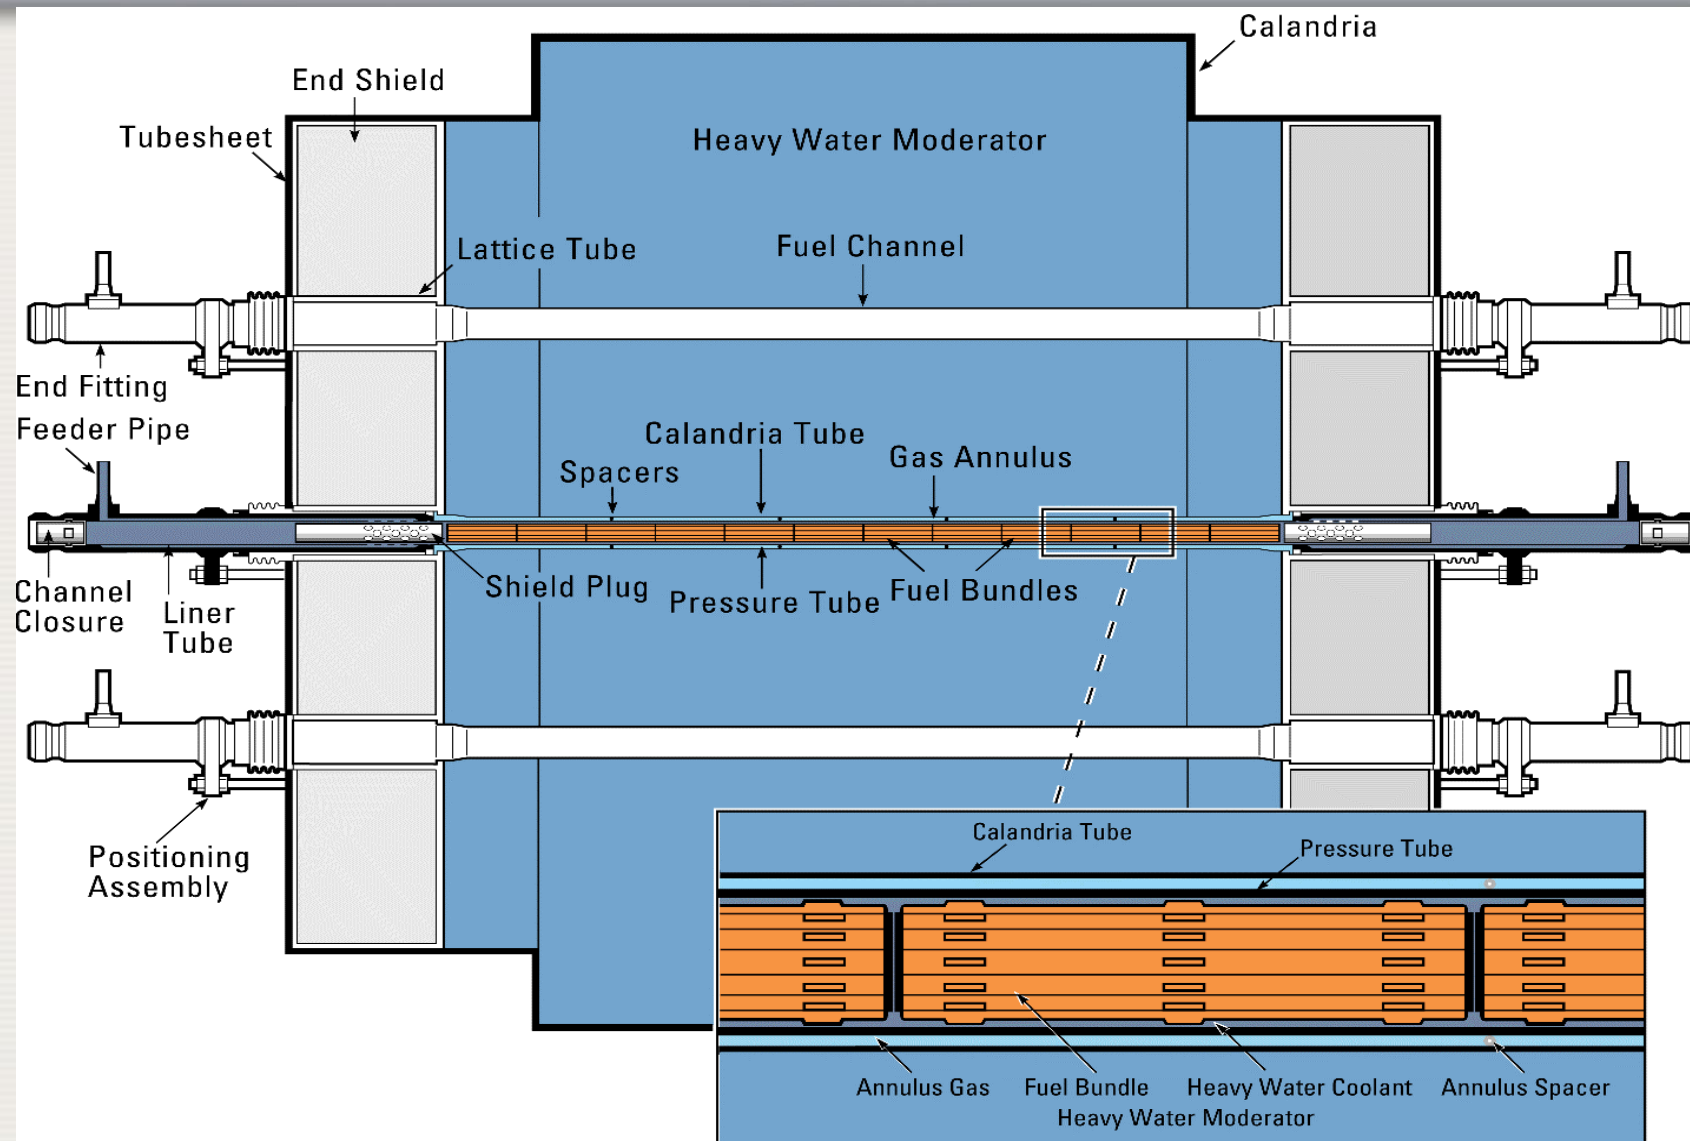 Calandria
End Shield
Tubesheet
Heavy Water Moderator
Lattice Tube
Fuel Channel
End Fitting
Feeder Pipe
Calandria Tube
Gas Annulus
Spacers
Channel
Closure
Liner
Tube
Shield Plug
Pressure Tube
Fuel Bundles
Positioning
Assembly
Calandria Tube
Pressure Tube
Annulus Gas
Fuel Bundle
Heavy Water Coolant
Annulus Spacer
Heavy Water Moderator